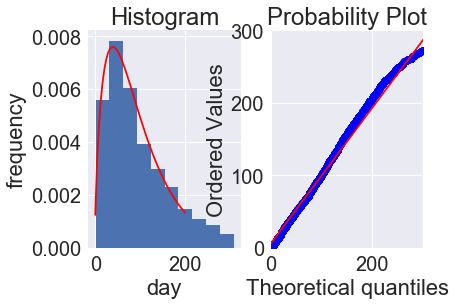 Histogram
frequency
0.008
0.006
0.004
0.002
0.000
0
200
day
Probability Plot
Ordered Values
300
200
100
0
0
200
Theoretical quantiles